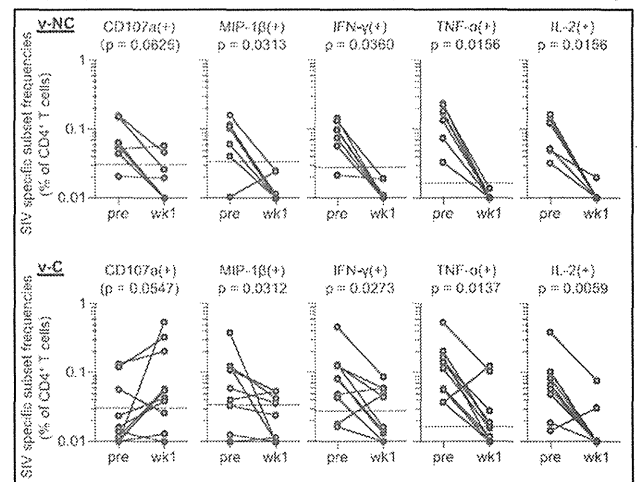 v-NC
CD107a(+) MIP-1β(+) IFN-γ(+) TNF-α(+) IL-2(+)
(p = 0.0625) p = 0.0313 p = 0.0360 p = 0.0156 p = 0.0156
SIV specific subset frequencies
(% of CD4⁺ T cells)
1
0.1
0.01
pre wk1 pre wk1 pre wk1 pre wk1 pre wk1
v-C
CD107a(+) MIP-1β(+) IFN-γ(+) TNF-α(+) IL-2(+)
(p = 0.0547) p = 0.0312 p = 0.0273 p = 0.0137 p = 0.0059
SIV specific subset frequencies
(% of CD4⁺ T cells)
1
0.1
0.01
pre wk1 pre wk1 pre wk1 pre wk1 pre wk1